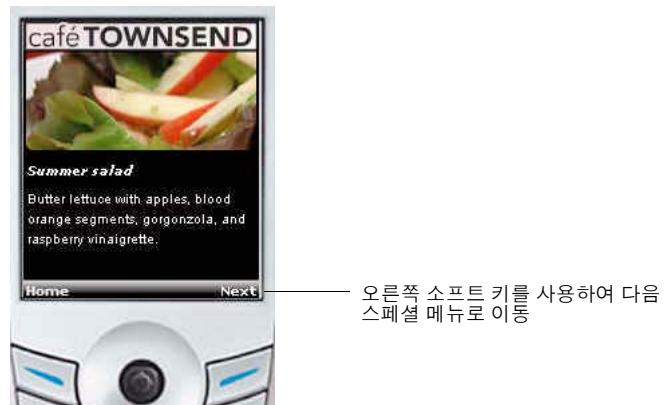 café TOWNSEND
Summer salad
Butter lettuce with apples, blood
orange segments, gorgonzola, and
raspberry vinaigrette.
Home Next
오른쪽 소프트 키를 사용하여 다음
스페셜 메뉴로 이동